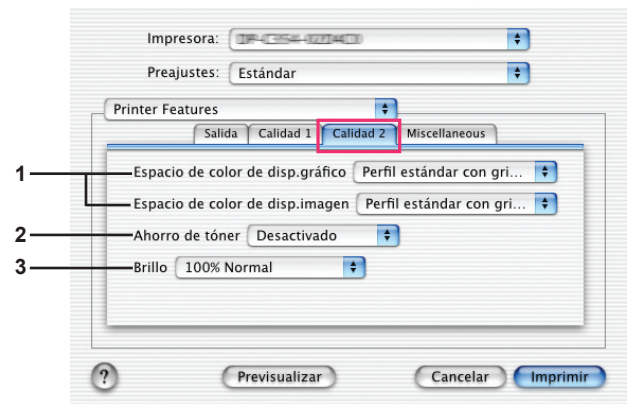 Impresora:
Preajustes: Estándar
Printer Features
Salida Calidad 1 Calidad 2 Miscellaneous
1 Espacio de color de disp.gráfico Perfil estándar con gri...
Espacio de color de disp.imagen Perfil estándar con gri...
2 Ahorro de tóner Desactivado
3 Brillo 100% Normal
? Previsualizar Cancelar Imprimir